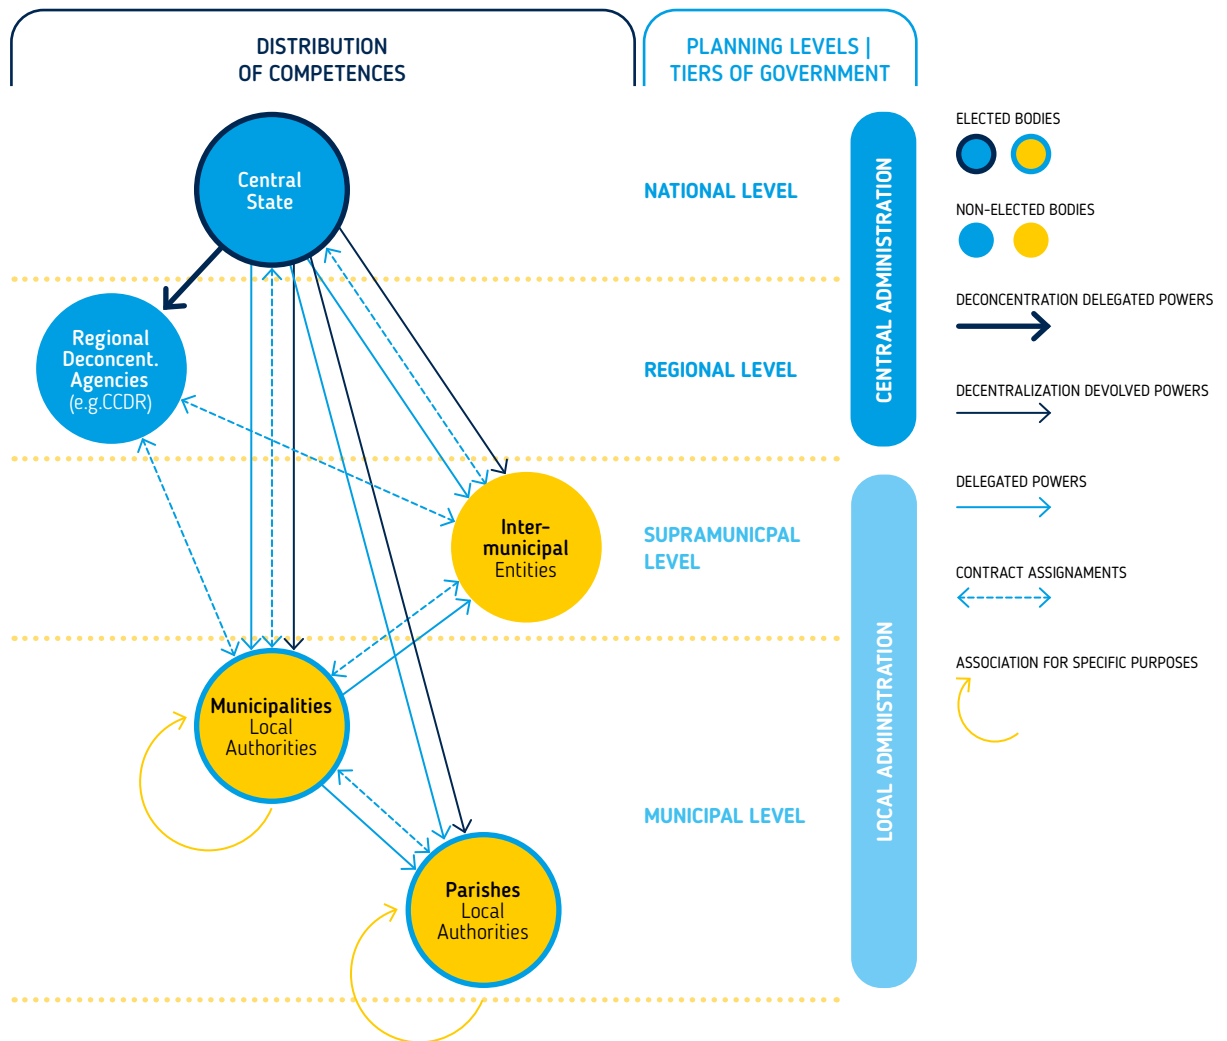 DISTRIBUTION
OF COMPETENCES
PLANNING LEVELS |
TIERS OF GOVERNMENT
Central
State
NATIONAL LEVEL
Regional
Deconcent.
Agencies
(e.g.CCDR)
REGIONAL LEVEL
CENTRAL ADMINISTRATION
Inter-
municipal
Entities
SUPRAMUNICPAL
LEVEL
Municipalities
Local
Authorities
MUNICIPAL LEVEL
Parishes
Local
Authorities
LOCAL ADMINISTRATION
ELECTED BODIES
NON-ELECTED BODIES
DECONCENTRATION DELEGATED POWERS
DECENTRALIZATION DEVOLVED POWERS
DELEGATED POWERS
CONTRACT ASSIGNAMENTS
ASSOCIATION FOR SPECIFIC PURPOSES